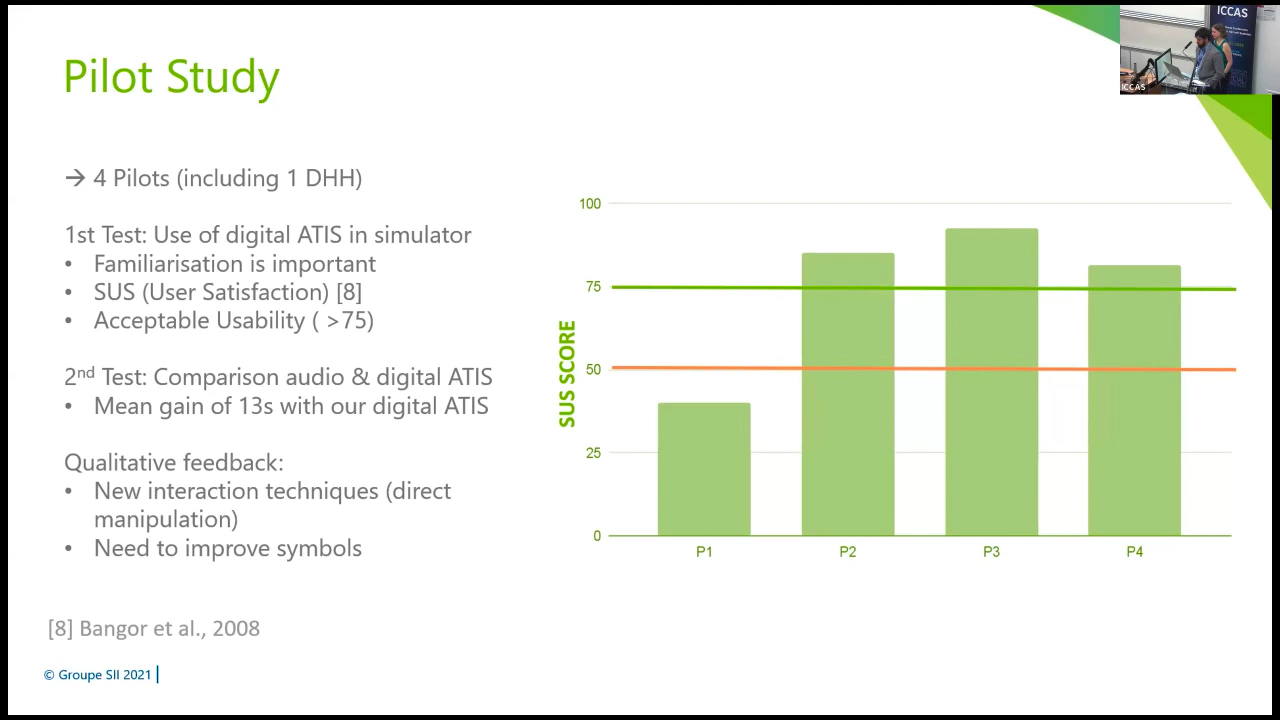 Pilot Study
ICCAS
ICCAS
→ 4 Pilots (including 1 DHH)
1st Test: Use of digital ATIS in simulator
• Familiarisation is important
• SUS (User Satisfaction) [8]
• Acceptable Usability ( >75)
2nd Test: Comparison audio & digital ATIS
• Mean gain of 13s with our digital ATIS
Qualitative feedback:
• New interaction techniques (direct
manipulation)
• Need to improve symbols
SUS SCORE
100
75
50
25
0
P1 P2 P3 P4
[8] Bangor et al., 2008
© Groupe SII 2021